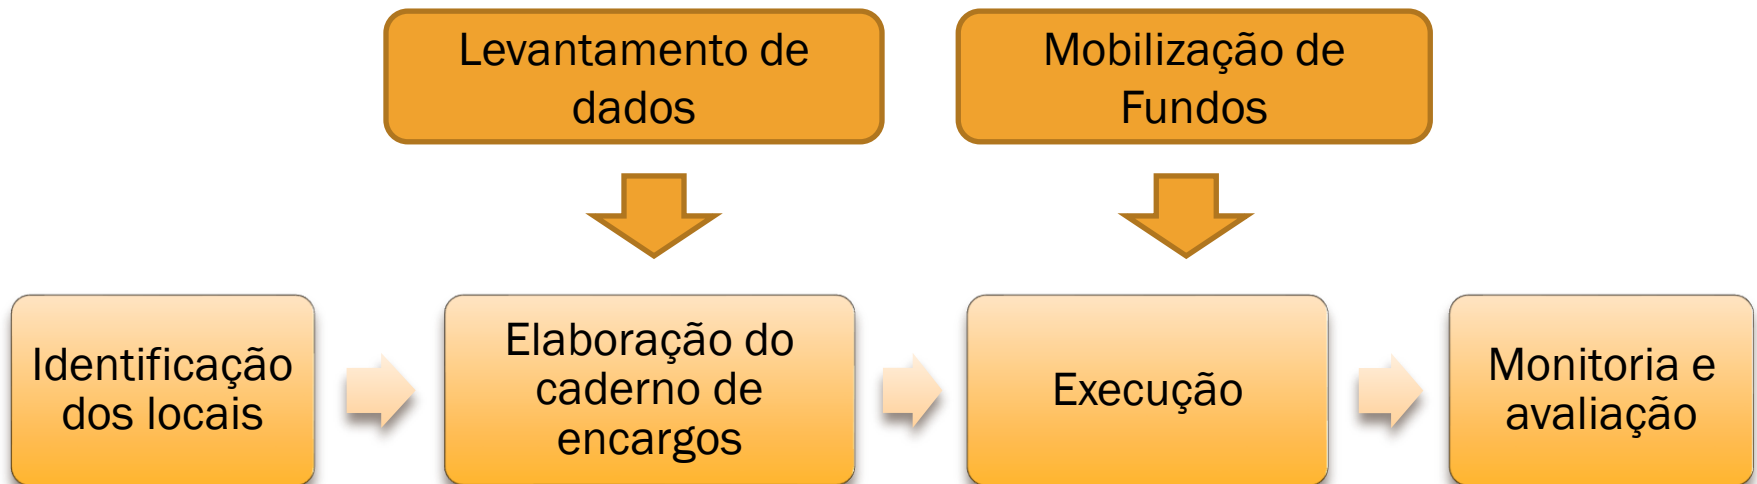 Levantamento de
dados
Mobilização de
Fundos
Identificação
dos locais
Elaboração do
caderno de
encargos
Execução
Monitoria e
avaliação